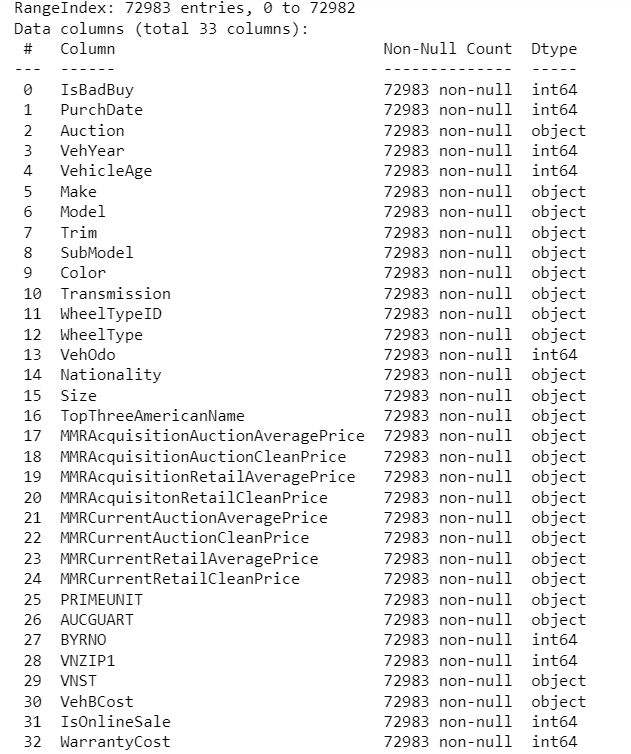 RangeIndex: 72983 entries, 0 to 72982
Data columns (total 33 columns):
 #   Column                             Non-Null Count  Dtype
---  ------                             --------------  -----
 0   IsBadBuy                           72983 non-null  int64
 1   PurchDate                          72983 non-null  int64
 2   Auction                            72983 non-null  object
 3   VehYear                            72983 non-null  int64
 4   VehicleAge                         72983 non-null  int64
 5   Make                               72983 non-null  object
 6   Model                              72983 non-null  object
 7   Trim                               72983 non-null  object
 8   SubModel                           72983 non-null  object
 9   Color                              72983 non-null  object
 10  Transmission                       72983 non-null  object
 11  WheelTypeID                        72983 non-null  object
 12  WheelType                          72983 non-null  object
 13  VehOdo                             72983 non-null  int64
 14  Nationality                        72983 non-null  object
 15  Size                               72983 non-null  object
 16  TopThreeAmericanName               72983 non-null  object
 17  MMRAcquisitionAuctionAveragePrice  72983 non-null  object
 18  MMRAcquisitionAuctionCleanPrice    72983 non-null  object
 19  MMRAcquisitionRetailAveragePrice   72983 non-null  object
 20  MMRAcquisitonRetailCleanPrice      72983 non-null  object
 21  MMRCurrentAuctionAveragePrice      72983 non-null  object
 22  MMRCurrentAuctionCleanPrice        72983 non-null  object
 23  MMRCurrentRetailAveragePrice       72983 non-null  object
 24  MMRCurrentRetailCleanPrice         72983 non-null  object
 25  PRIMEUNIT                          72983 non-null  object
 26  AUCGUART                           72983 non-null  object
 27  BYRNO                              72983 non-null  int64
 28  VNZIP1                             72983 non-null  int64
 29  VNST                               72983 non-null  object
 30  VehBCost                           72983 non-null  object
 31  IsOnlineSale                       72983 non-null  int64
 32  WarrantyCost                       72983 non-null  int64